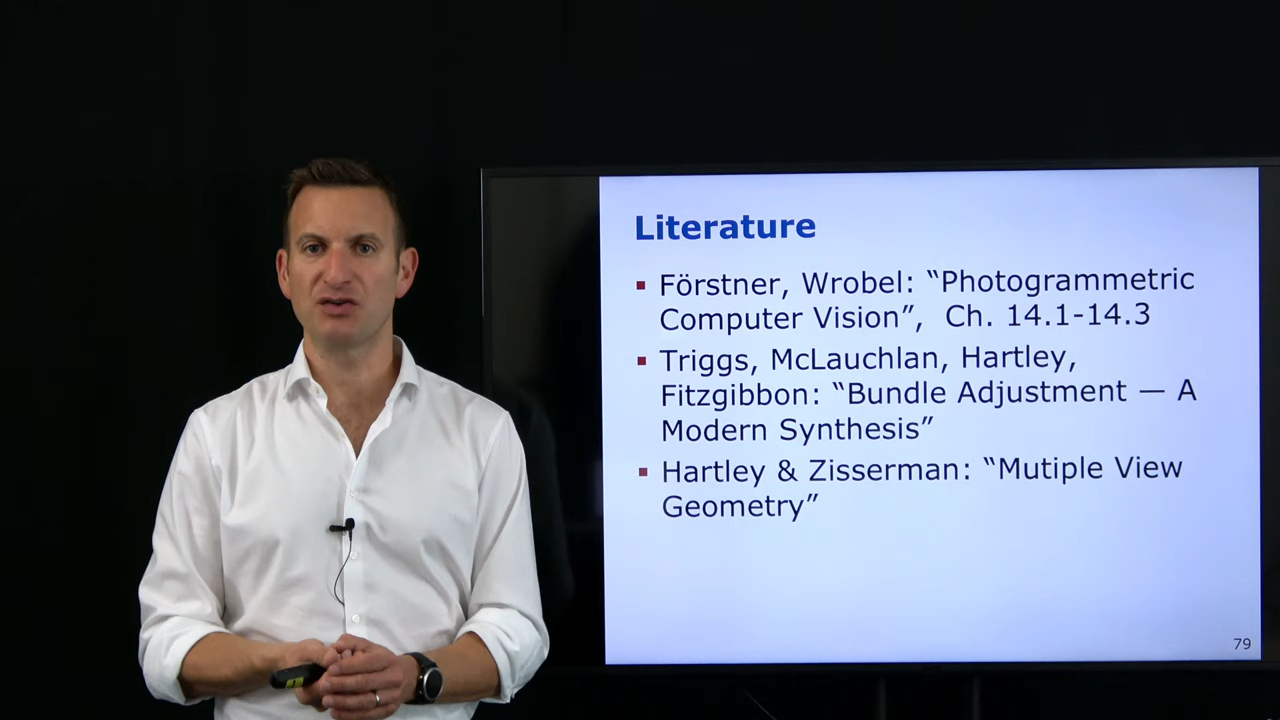 Literature
Förstner, Wrobel: “Photogrammetric
Computer Vision”, Ch. 14.1-14.3
Triggs, McLauchlan, Hartley,
Fitzgibbon: “Bundle Adjustment — A
Modern Synthesis”
Hartley & Zisserman: “Mutiple View
Geometry”
79